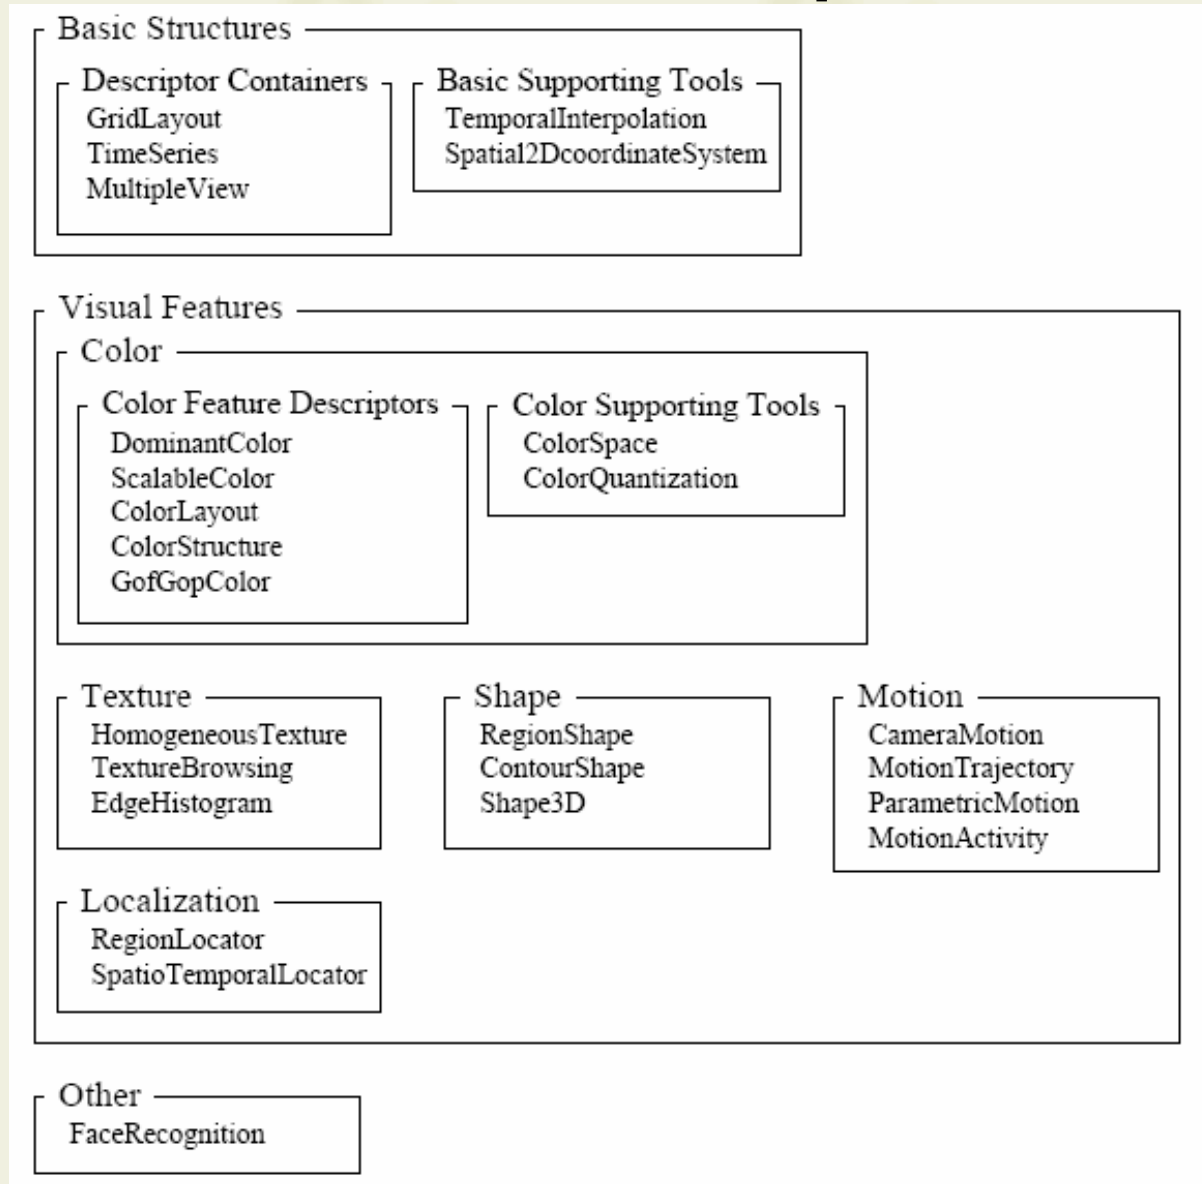 Basic Structures
Descriptor Containers
GridLayout
TimeSeries
MultipleView
Basic Supporting Tools
TemporalInterpolation
Spatial2DcoordinateSystem
Visual Features
Color
Color Feature Descriptors
DominantColor
ScalableColor
ColorLayout
ColorStructure
GofGopColor
Color Supporting Tools
ColorSpace
ColorQuantization
Texture
HomogeneousTexture
TextureBrowsing
EdgeHistogram
Shape
RegionShape
ContourShape
Shape3D
Motion
CameraMotion
MotionTrajectory
ParametricMotion
MotionActivity
Localization
RegionLocator
SpatioTemporalLocator
Other
FaceRecognition